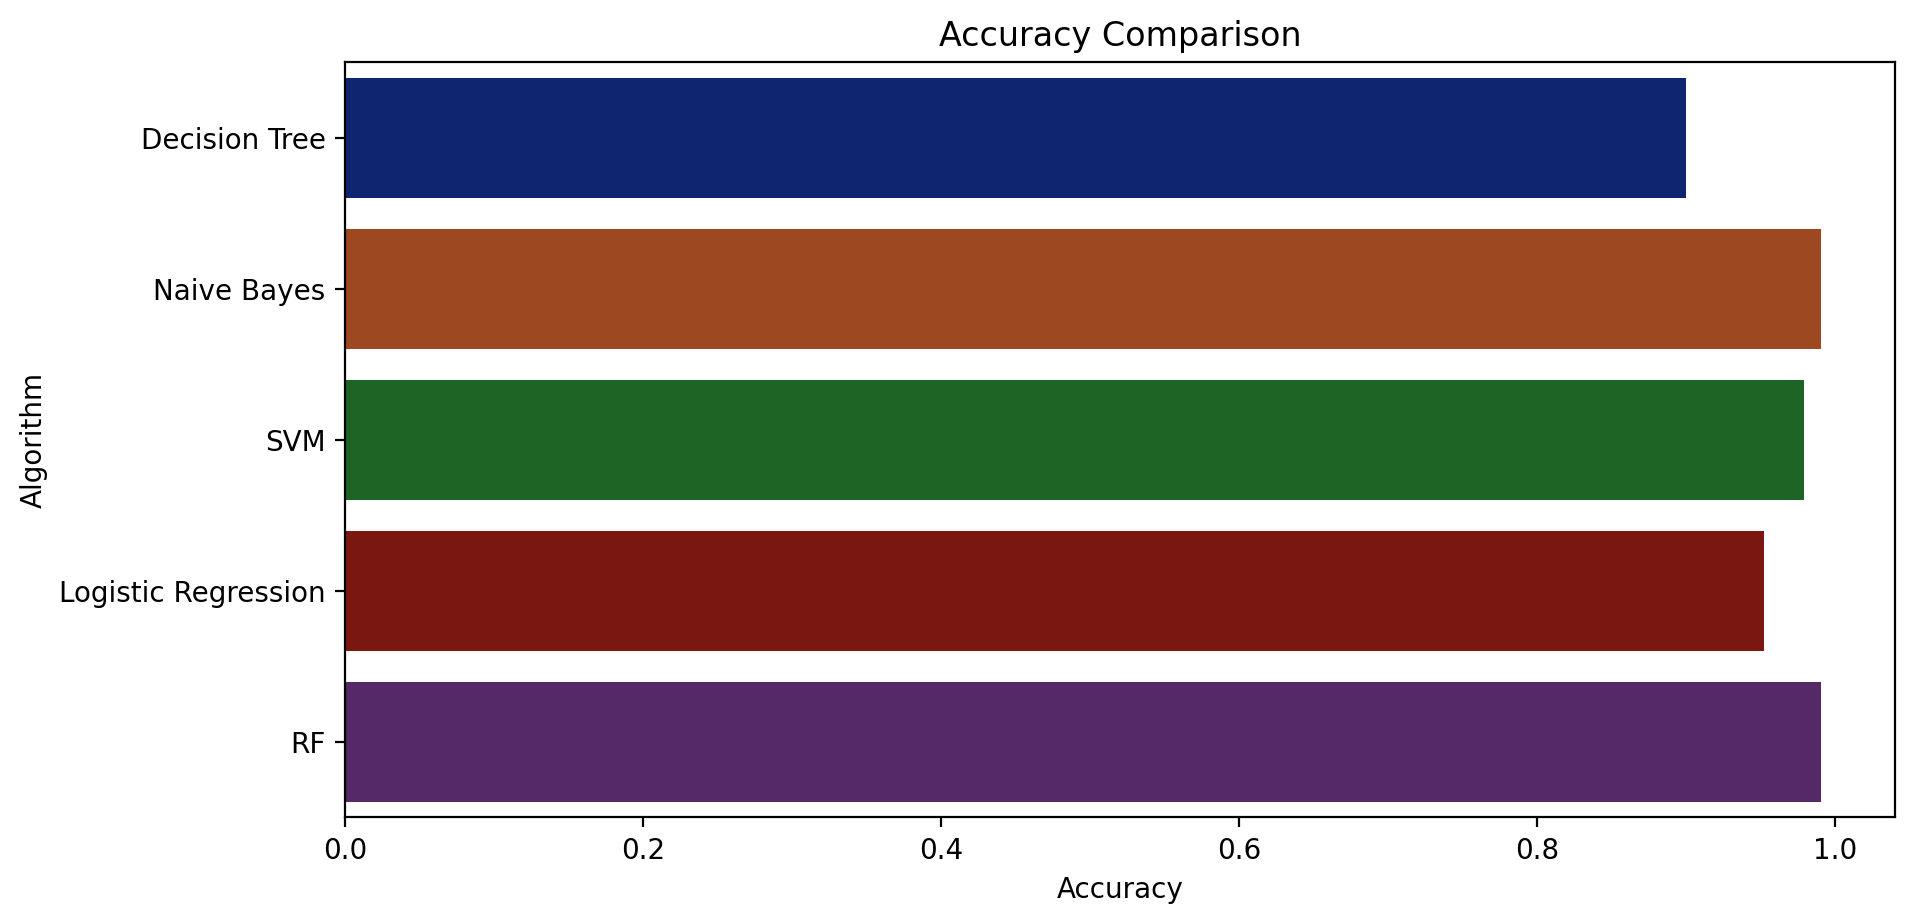 Accuracy Comparison
Decision Tree
Naive Bayes
SVM
Logistic Regression
RF
Algorithm
0.0 0.2 0.4 0.6 0.8 1.0
Accuracy